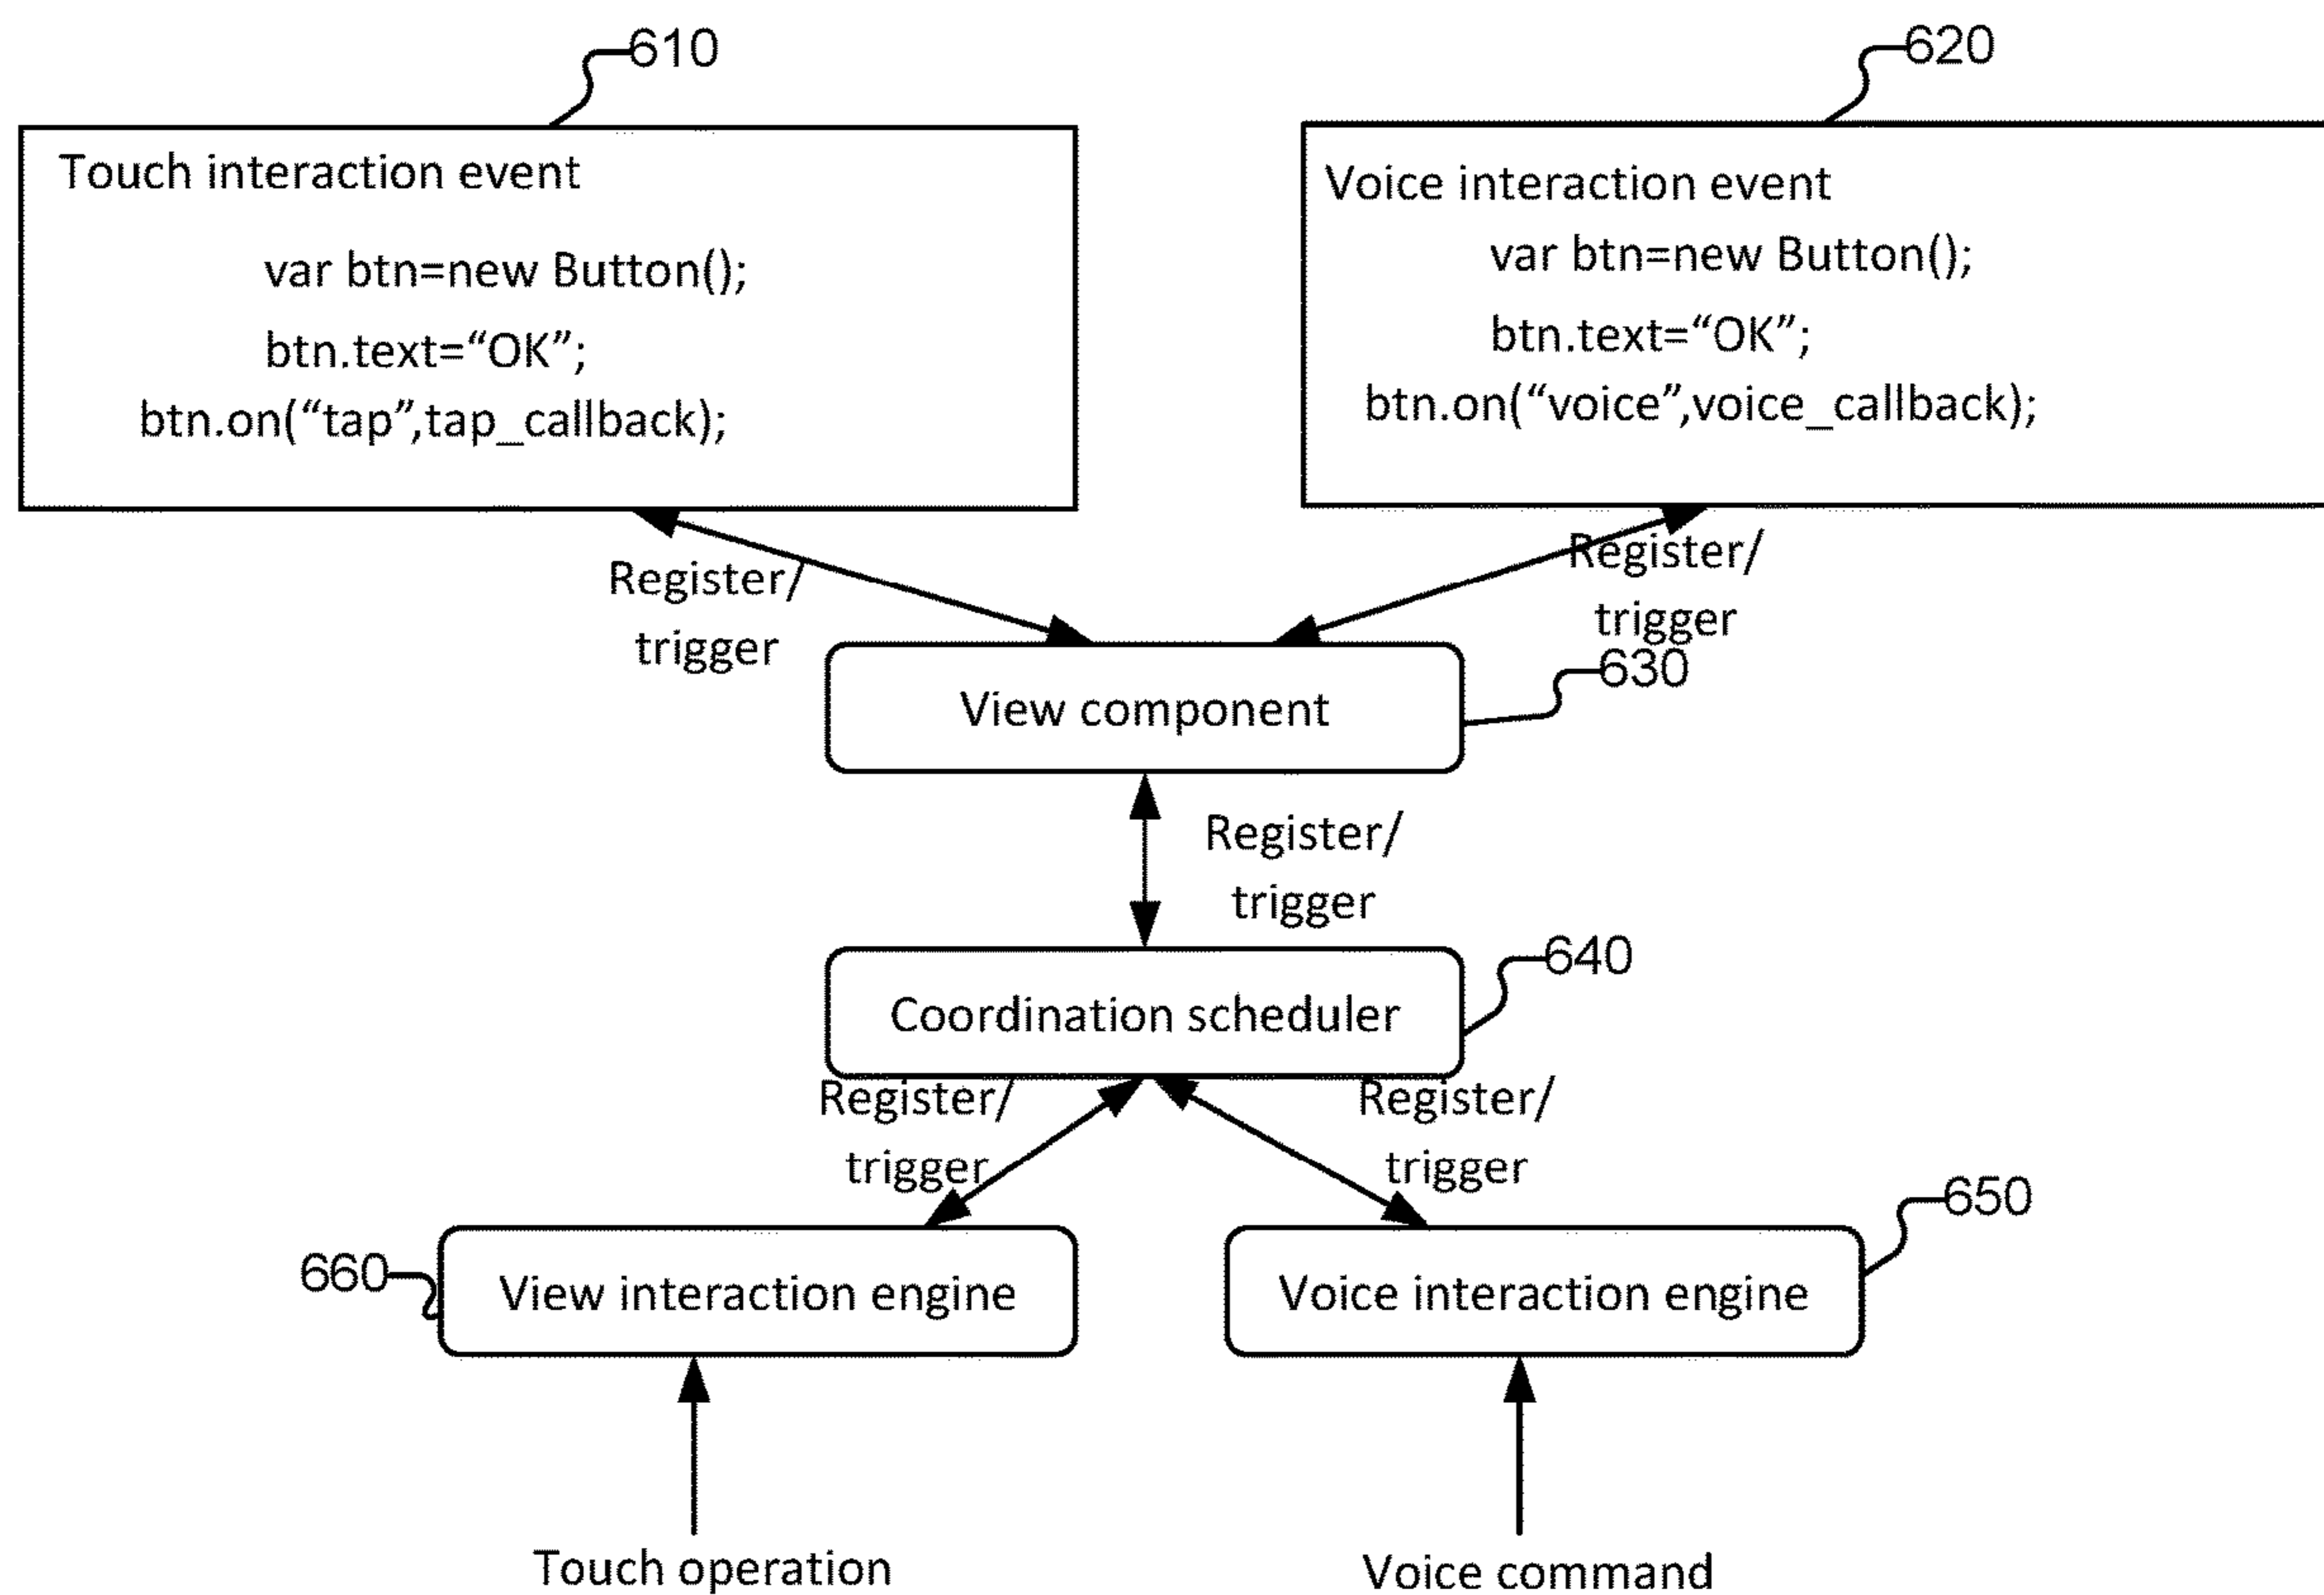 610
620
Touch interaction event
var btn=new Button();
btn.text=“OK”;
btn.on(“tap”,tap_callback);
Voice interaction event
var btn=new Button();
btn.text=“OK”;
btn.on(“voice”,voice_callback);
Register/
trigger
Register/
trigger
630
View component
Register/
trigger
640
Coordination scheduler
Register/
trigger
Register/
trigger
650
660
View interaction engine
Voice interaction engine
Touch operation
Voice command